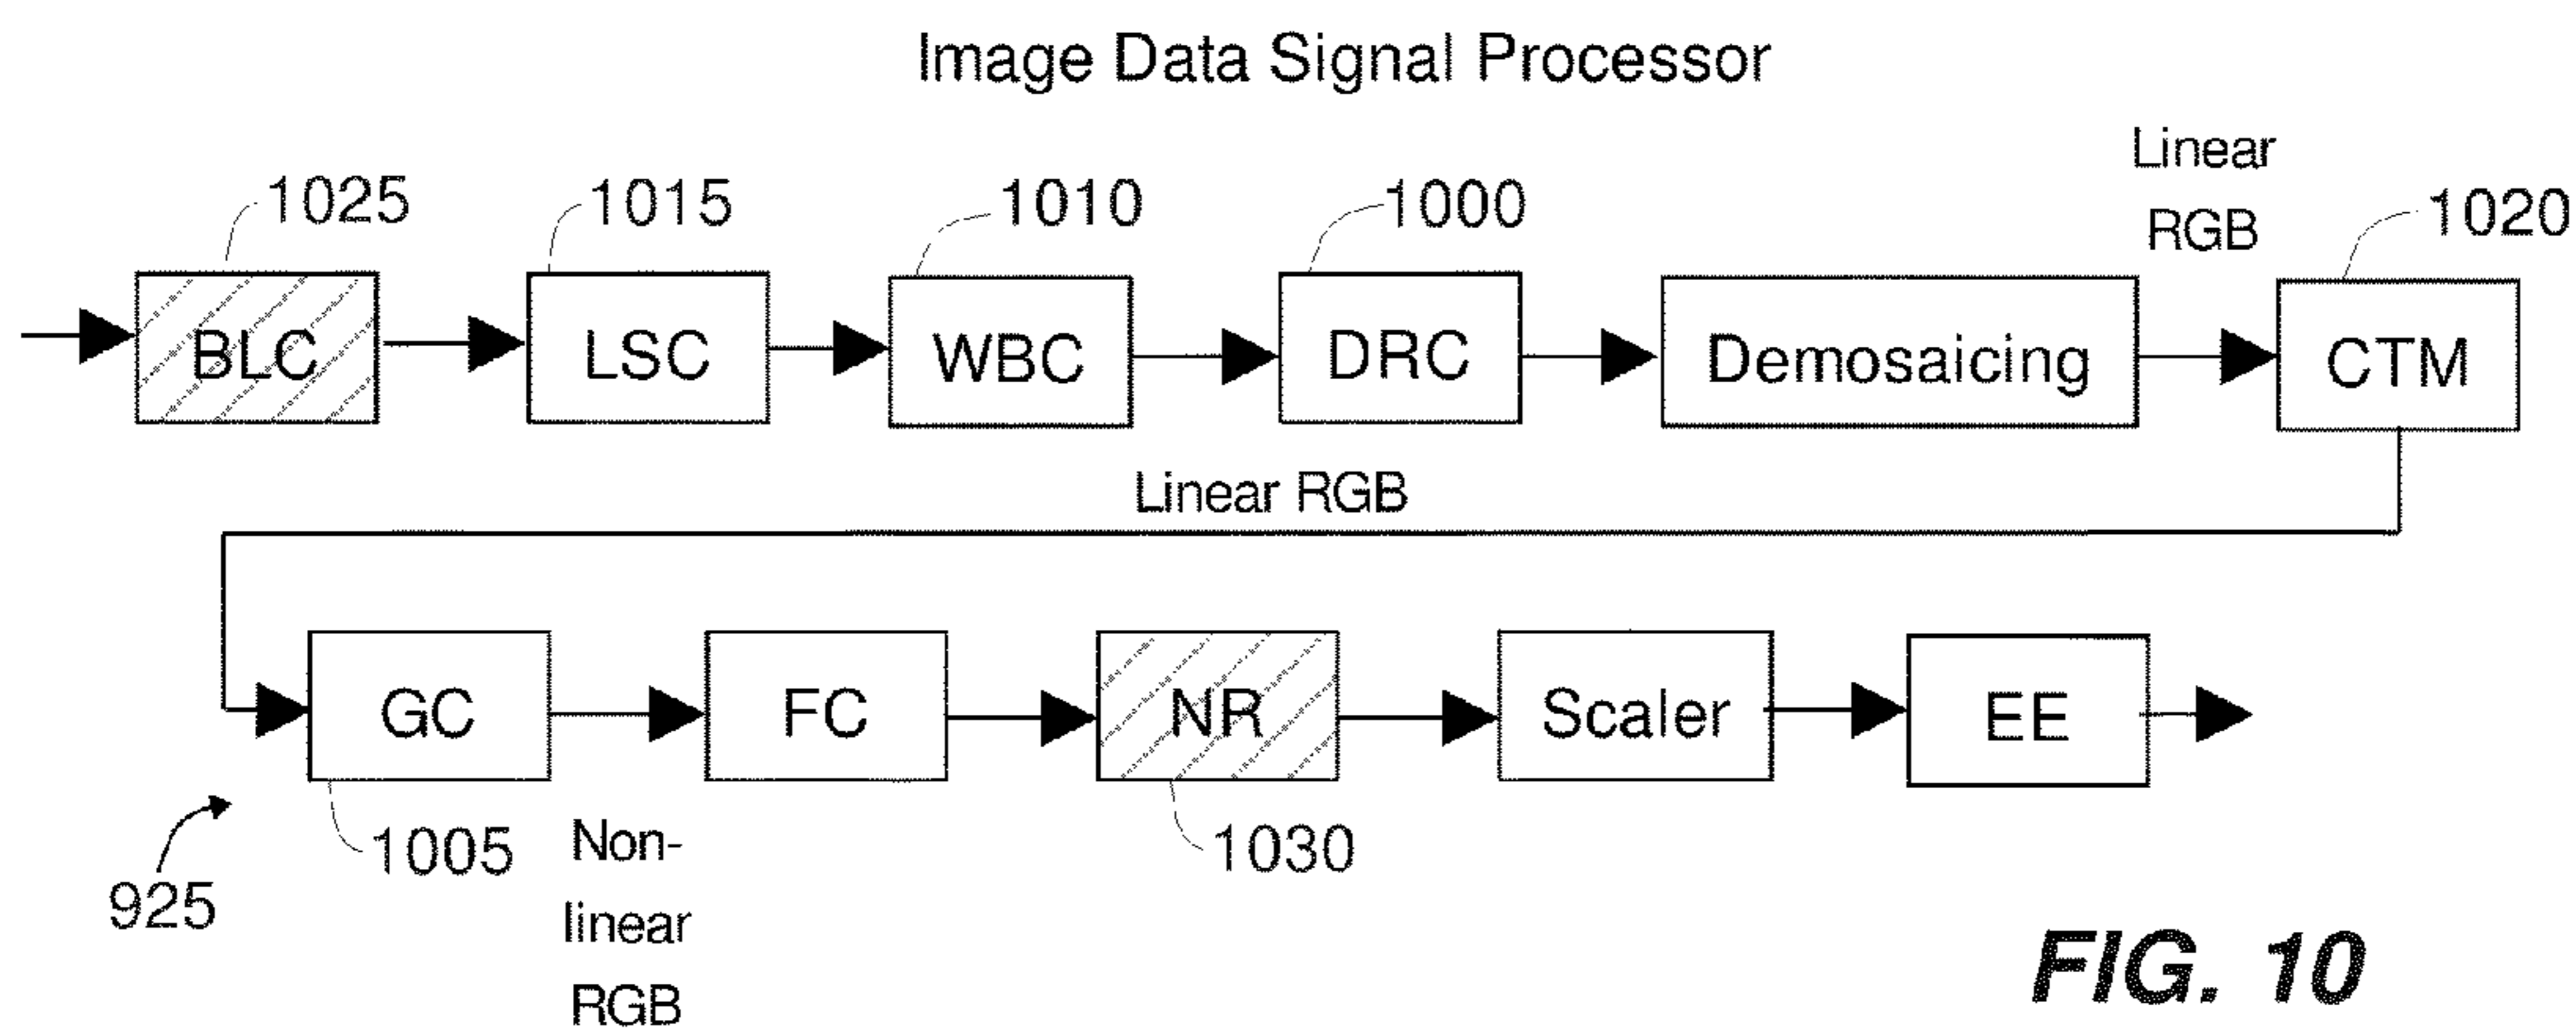 Image Data Signal Processor
Linear
RGB
1025
1015
1010
1000
1020
BLC
LSC
WBC
DRC
Demosaicing
CTM
Linear RGB
GC
FC
NR
Scaler
EE
925
1005
Non-
linear
RGB
1030
FIG. 10